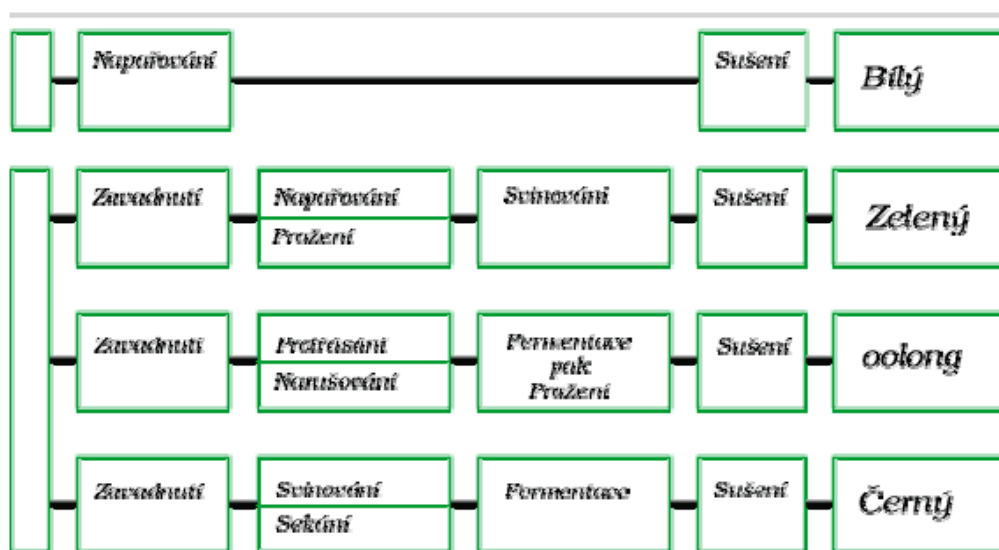 Napařování
Sušení
Bílý
Zavadnutí
Napařování
Pražení
Svinování
Sušení
Zelený
Zavadnutí
Protřásání
Narušování
Fermentace
pak
Pražení
Sušení
oolong
Zavadnutí
Svinování
Sekání
Fermentace
Sušení
Černý